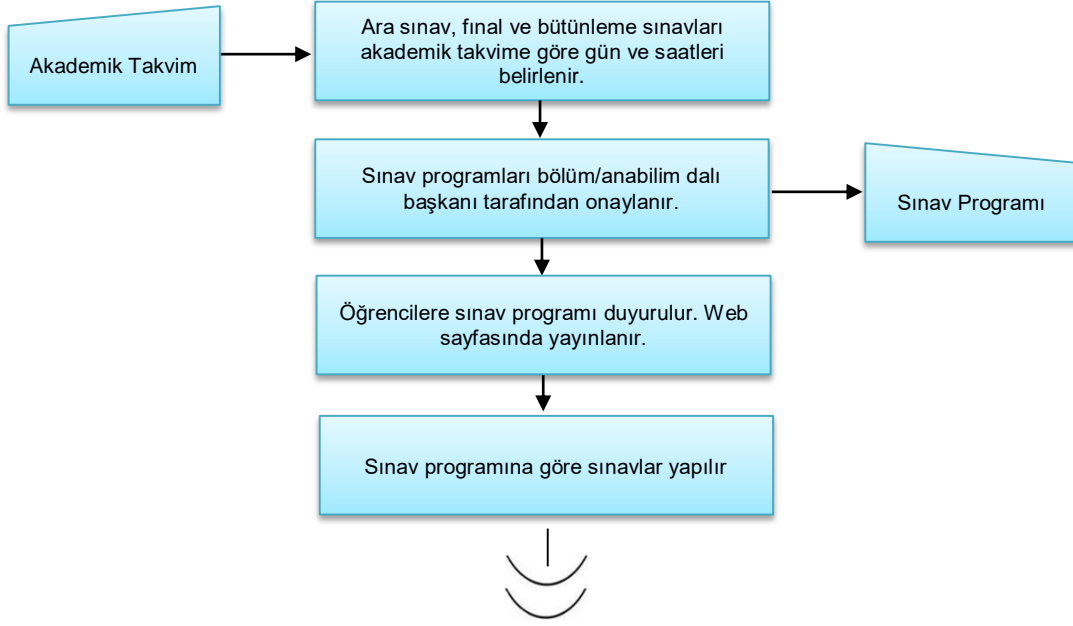 Akademik Takvim
Ara sınav, fınal ve bütünleme sınavları
akademik takvime göre gün ve saatleri
belirlenir.
Sınav programları bölüm/anabilim dalı
başkanı tarafından onaylanır.
Sınav Programı
Öğrencilere sınav programı duyurulur. Web
sayfasında yayınlanır.
Sınav programına göre sınavlar yapılır